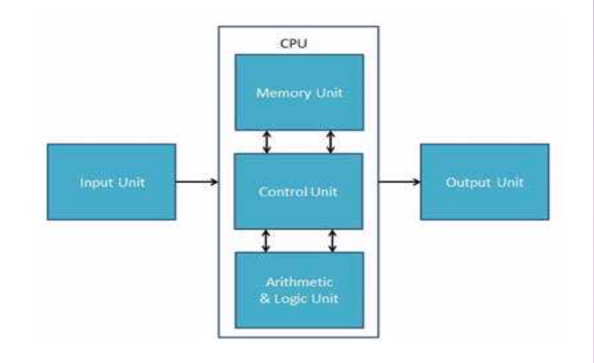 CPU
Memory Unit
Input Unit
Control Unit
Output Unit
Arithmetic
& Logic Unit